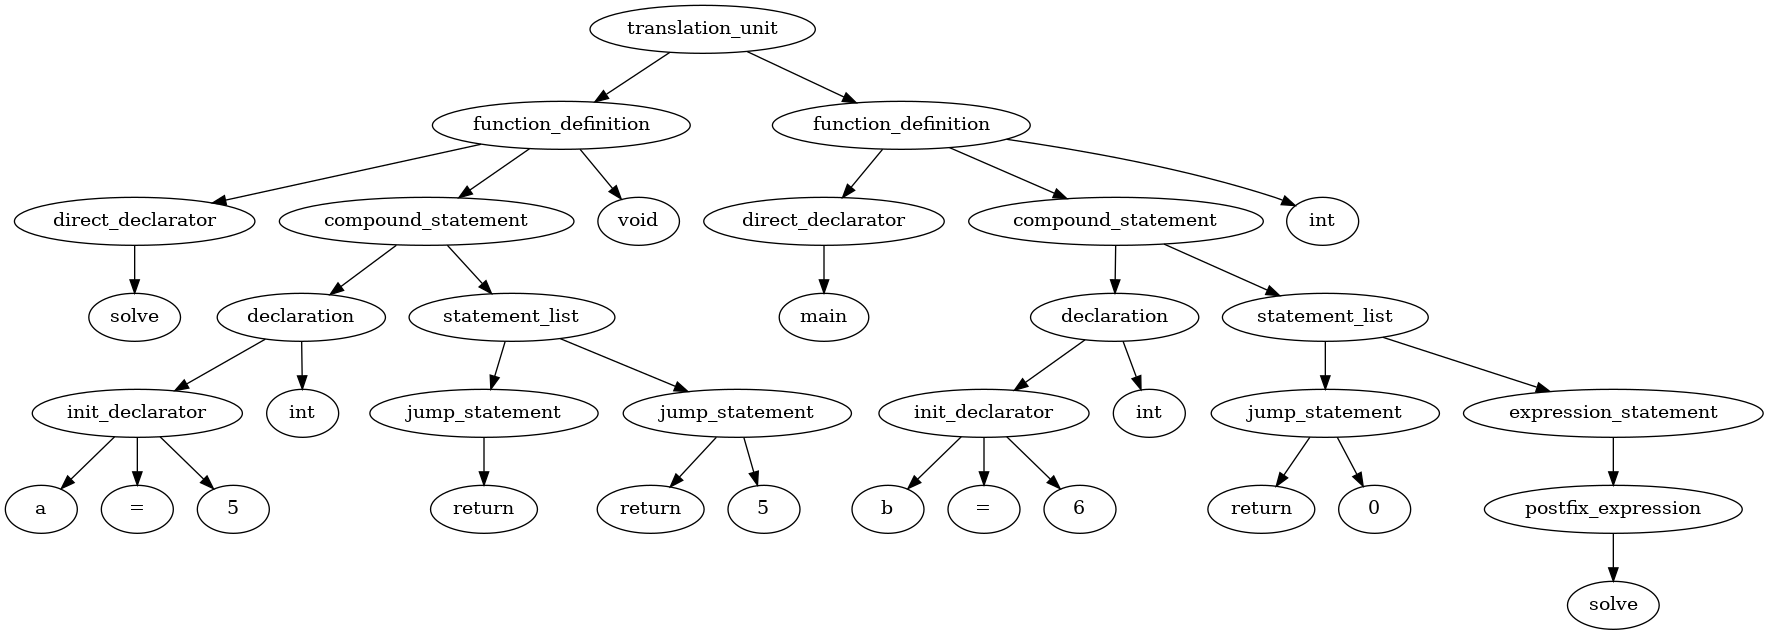 translation_unit
function_definition
function_definition
direct_declarator
compound_statement
void
direct_declarator
compound_statement
int
solve
declaration
statement_list
main
declaration
statement_list
init_declarator
int
jump_statement
jump_statement
init_declarator
int
jump_statement
expression_statement
a
=
5
return
return
5
b
=
6
return
0
postfix_expression
solve